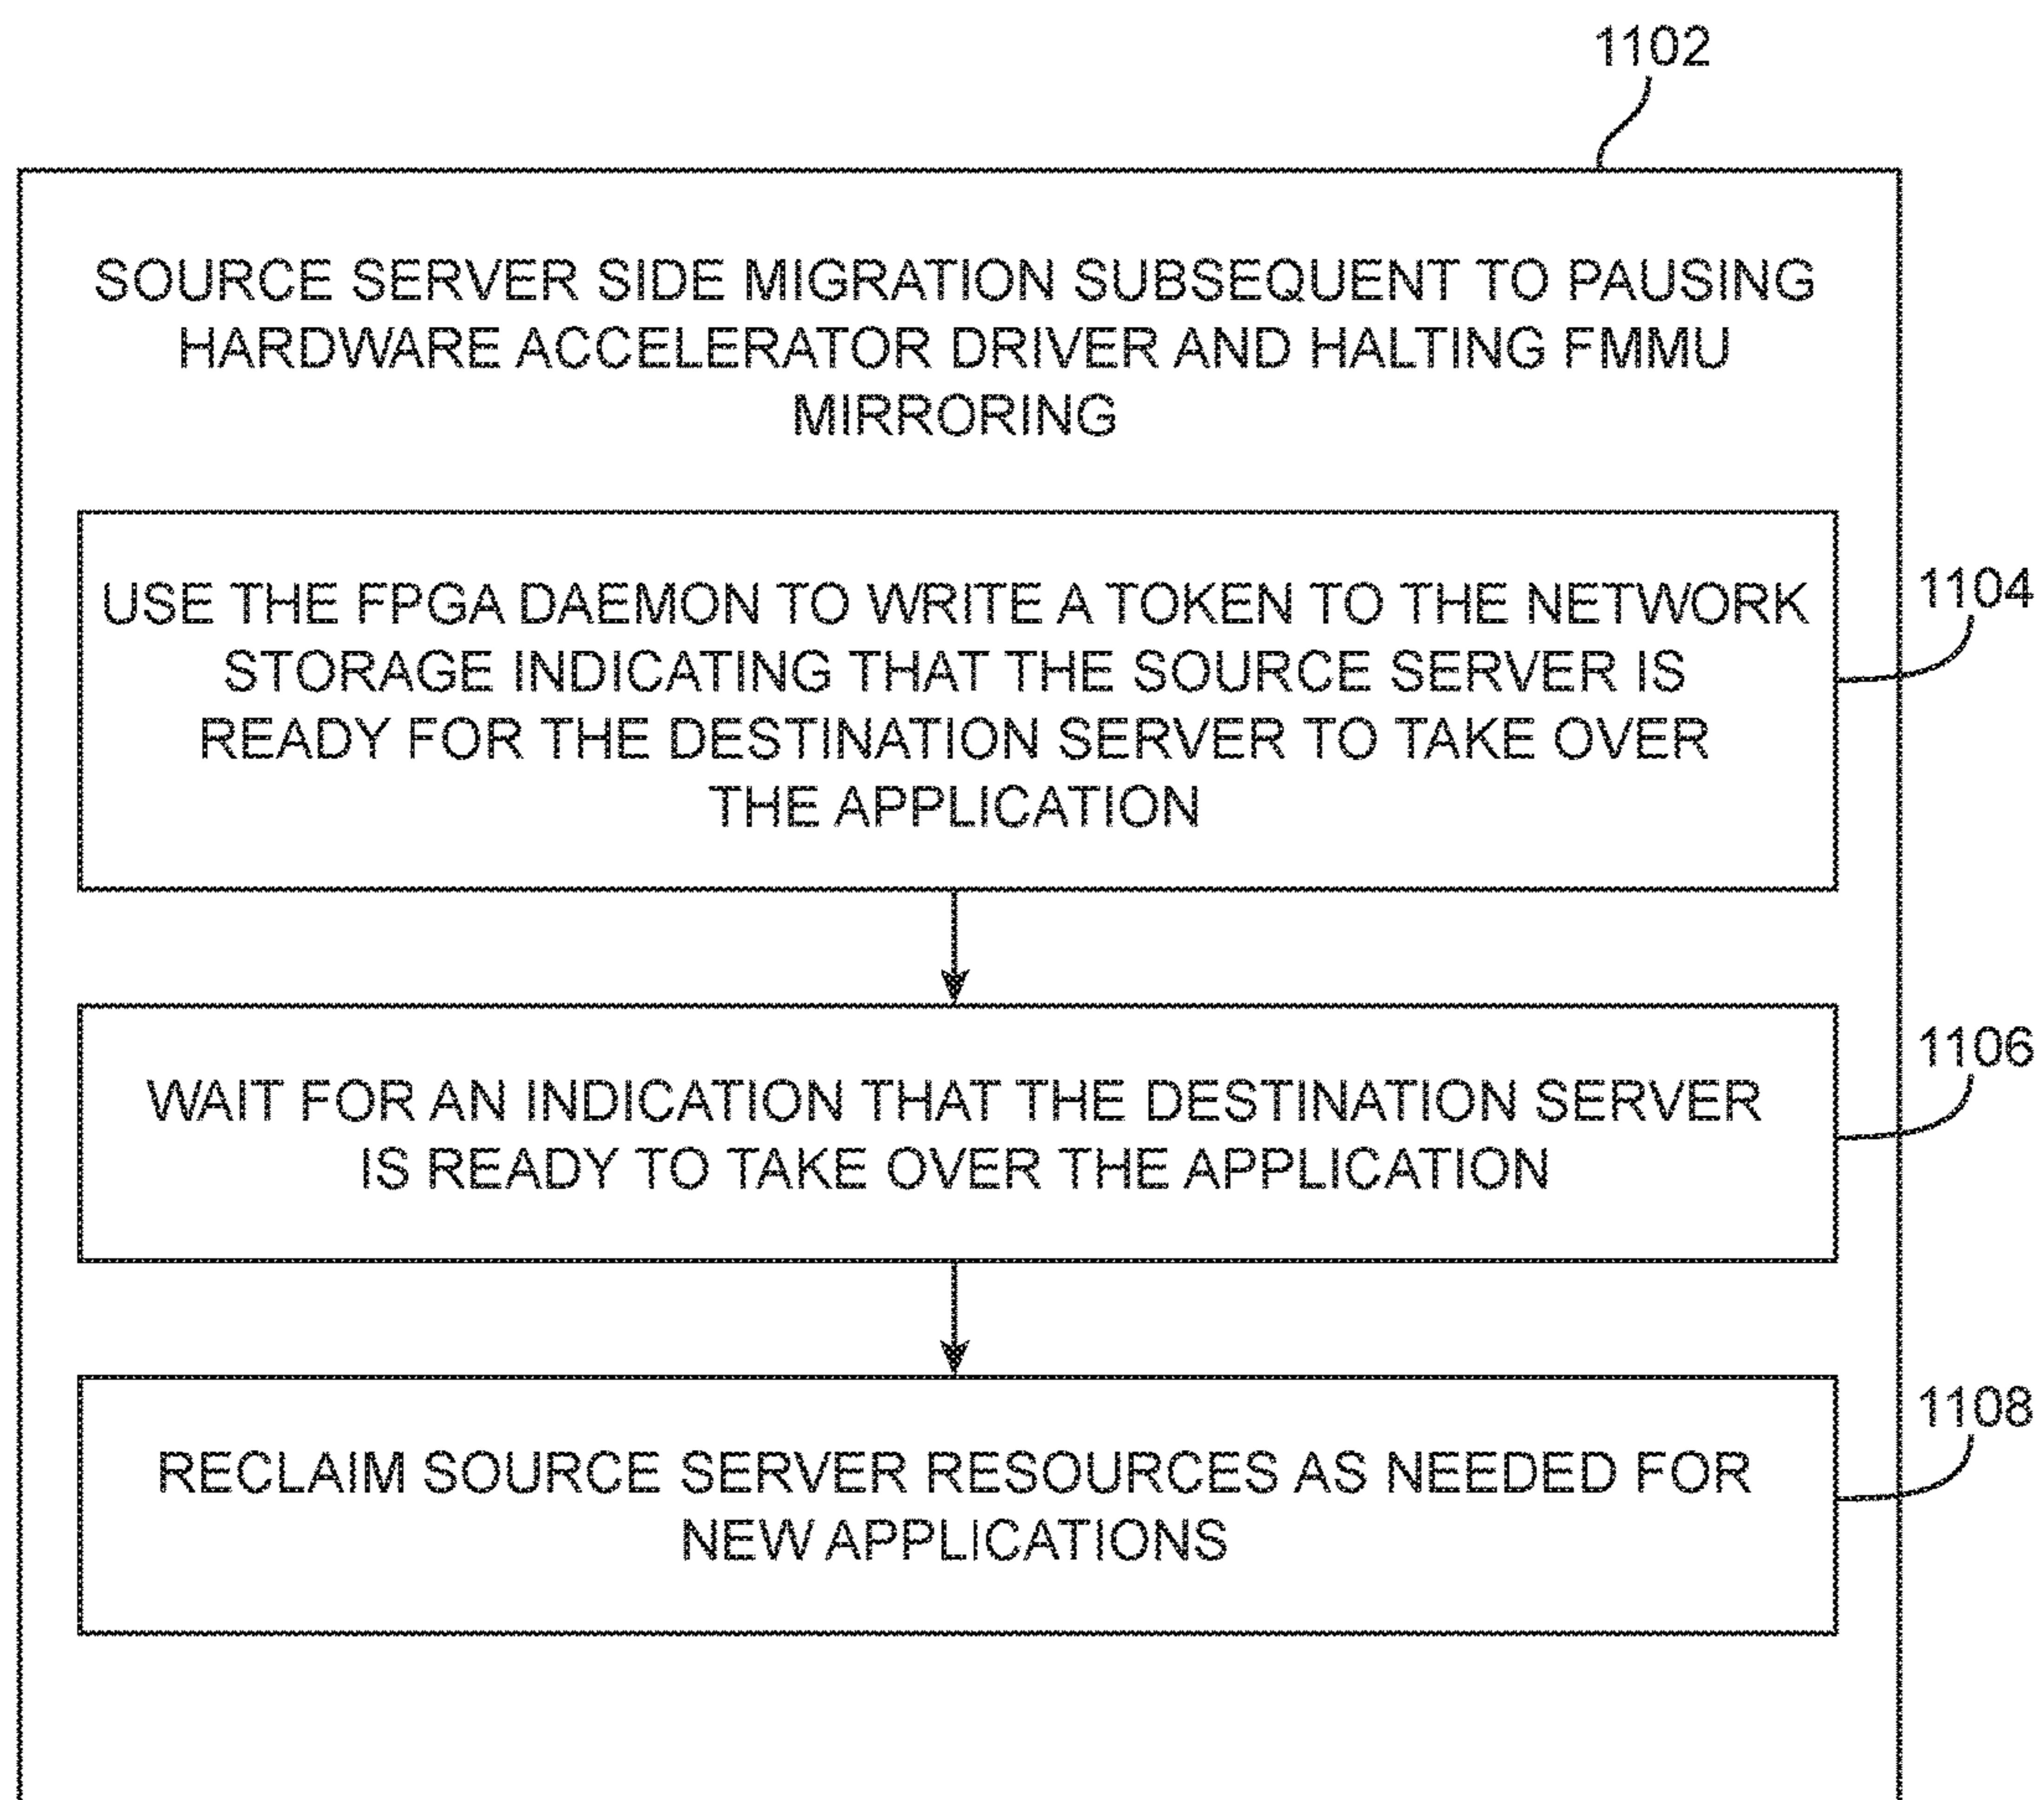 1102
SOURCE SERVER SIDE MIGRATION SUBSEQUENT TO PAUSING
HARDWARE ACCELERATOR DRIVER AND HALTING FMMU
MIRRORING
USE THE FPGA DAEMON TO WRITE A TOKEN TO THE NETWORK
STORAGE INDICATING THAT THE SOURCE SERVER IS
READY FOR THE DESTINATION SERVER TO TAKE OVER
THE APPLICATION
1104
WAIT FOR AN INDICATION THAT THE DESTINATION SERVER
IS READY TO TAKE OVER THE APPLICATION
1106
RECLAIM SOURCE SERVER RESOURCES AS NEEDED FOR
NEW APPLICATIONS
1108